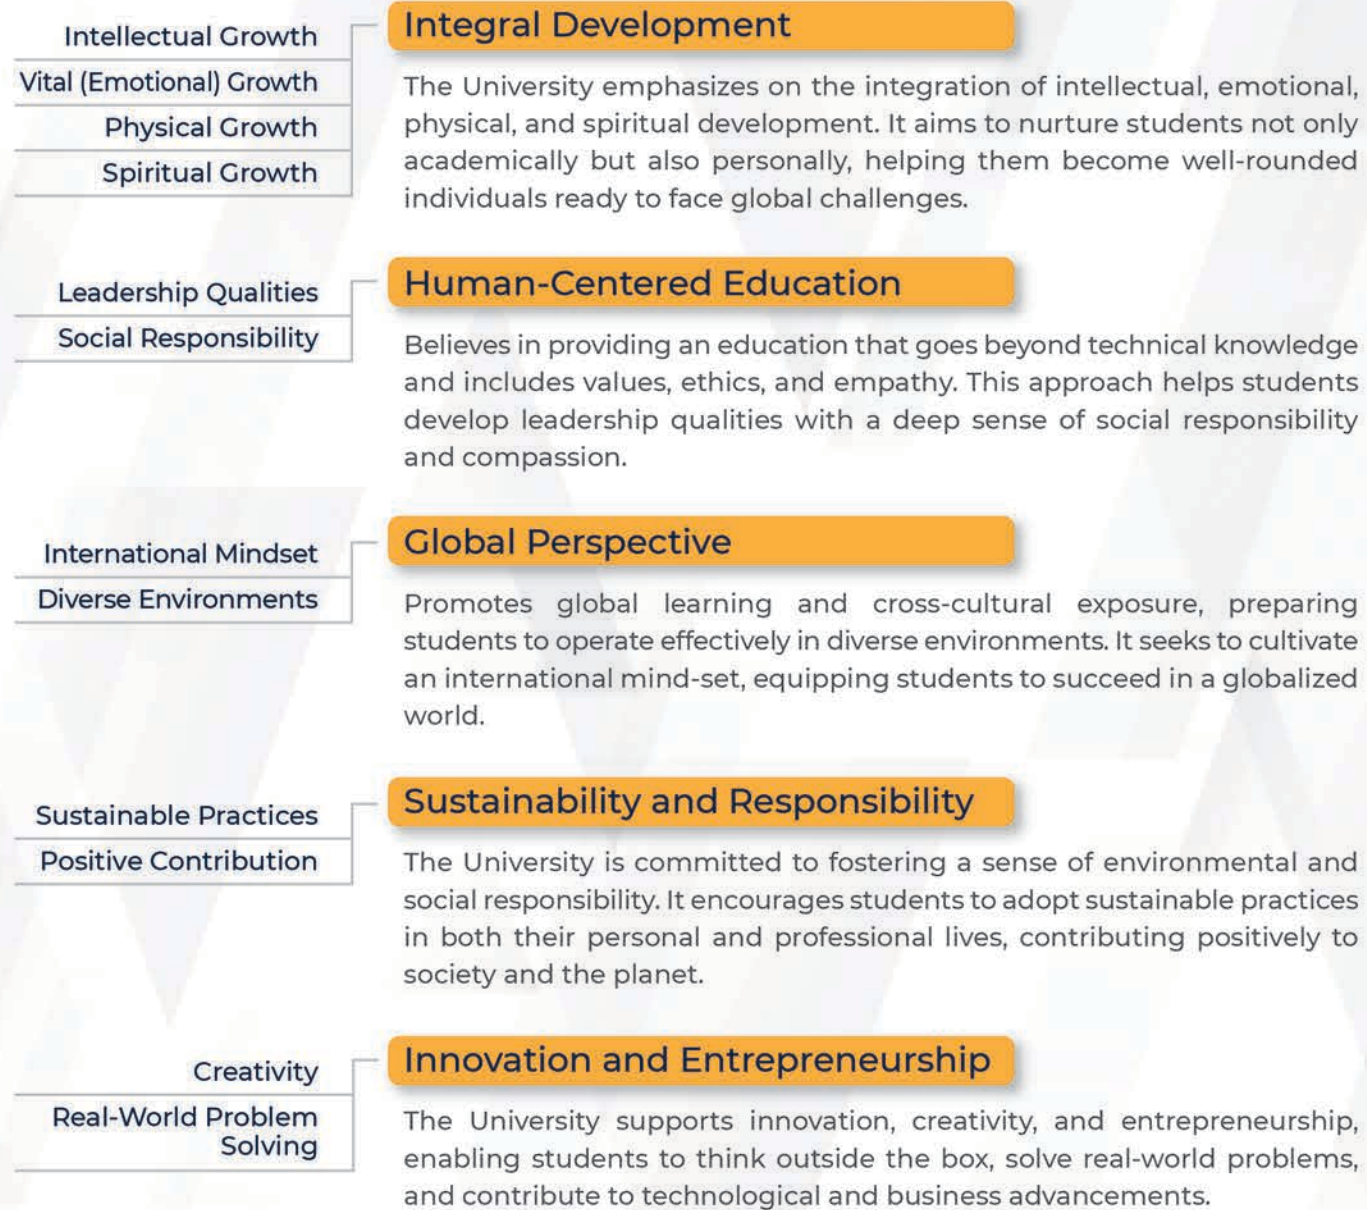 Intellectual Growth
Vital (Emotional) Growth
Physical Growth
Spiritual Growth
Integral Development
The University emphasizes on the integration of intellectual, emotional,
physical, and spiritual development. It aims to nurture students not only
academically but also personally, helping them become well-rounded
individuals ready to face global challenges.
Leadership Qualities
Social Responsibility
Human-Centered Education
Believes in providing an education that goes beyond technical knowledge
and includes values, ethics, and empathy. This approach helps students
develop leadership qualities with a deep sense of social responsibility
and compassion.
International Mindset
Diverse Environments
Global Perspective
Promotes global learning and cross-cultural exposure, preparing
students to operate effectively in diverse environments. It seeks to cultivate
an international mind-set, equipping students to succeed in a globalized
world.
Sustainable Practices
Positive Contribution
Sustainability and Responsibility
The University is committed to fostering a sense of environmental and
social responsibility. It encourages students to adopt sustainable practices
in both their personal and professional lives, contributing positively to
society and the planet.
Creativity
Real-World Problem
Solving
Innovation and Entrepreneurship
The University supports innovation, creativity, and entrepreneurship,
enabling students to think outside the box, solve real-world problems,
and contribute to technological and business advancements.